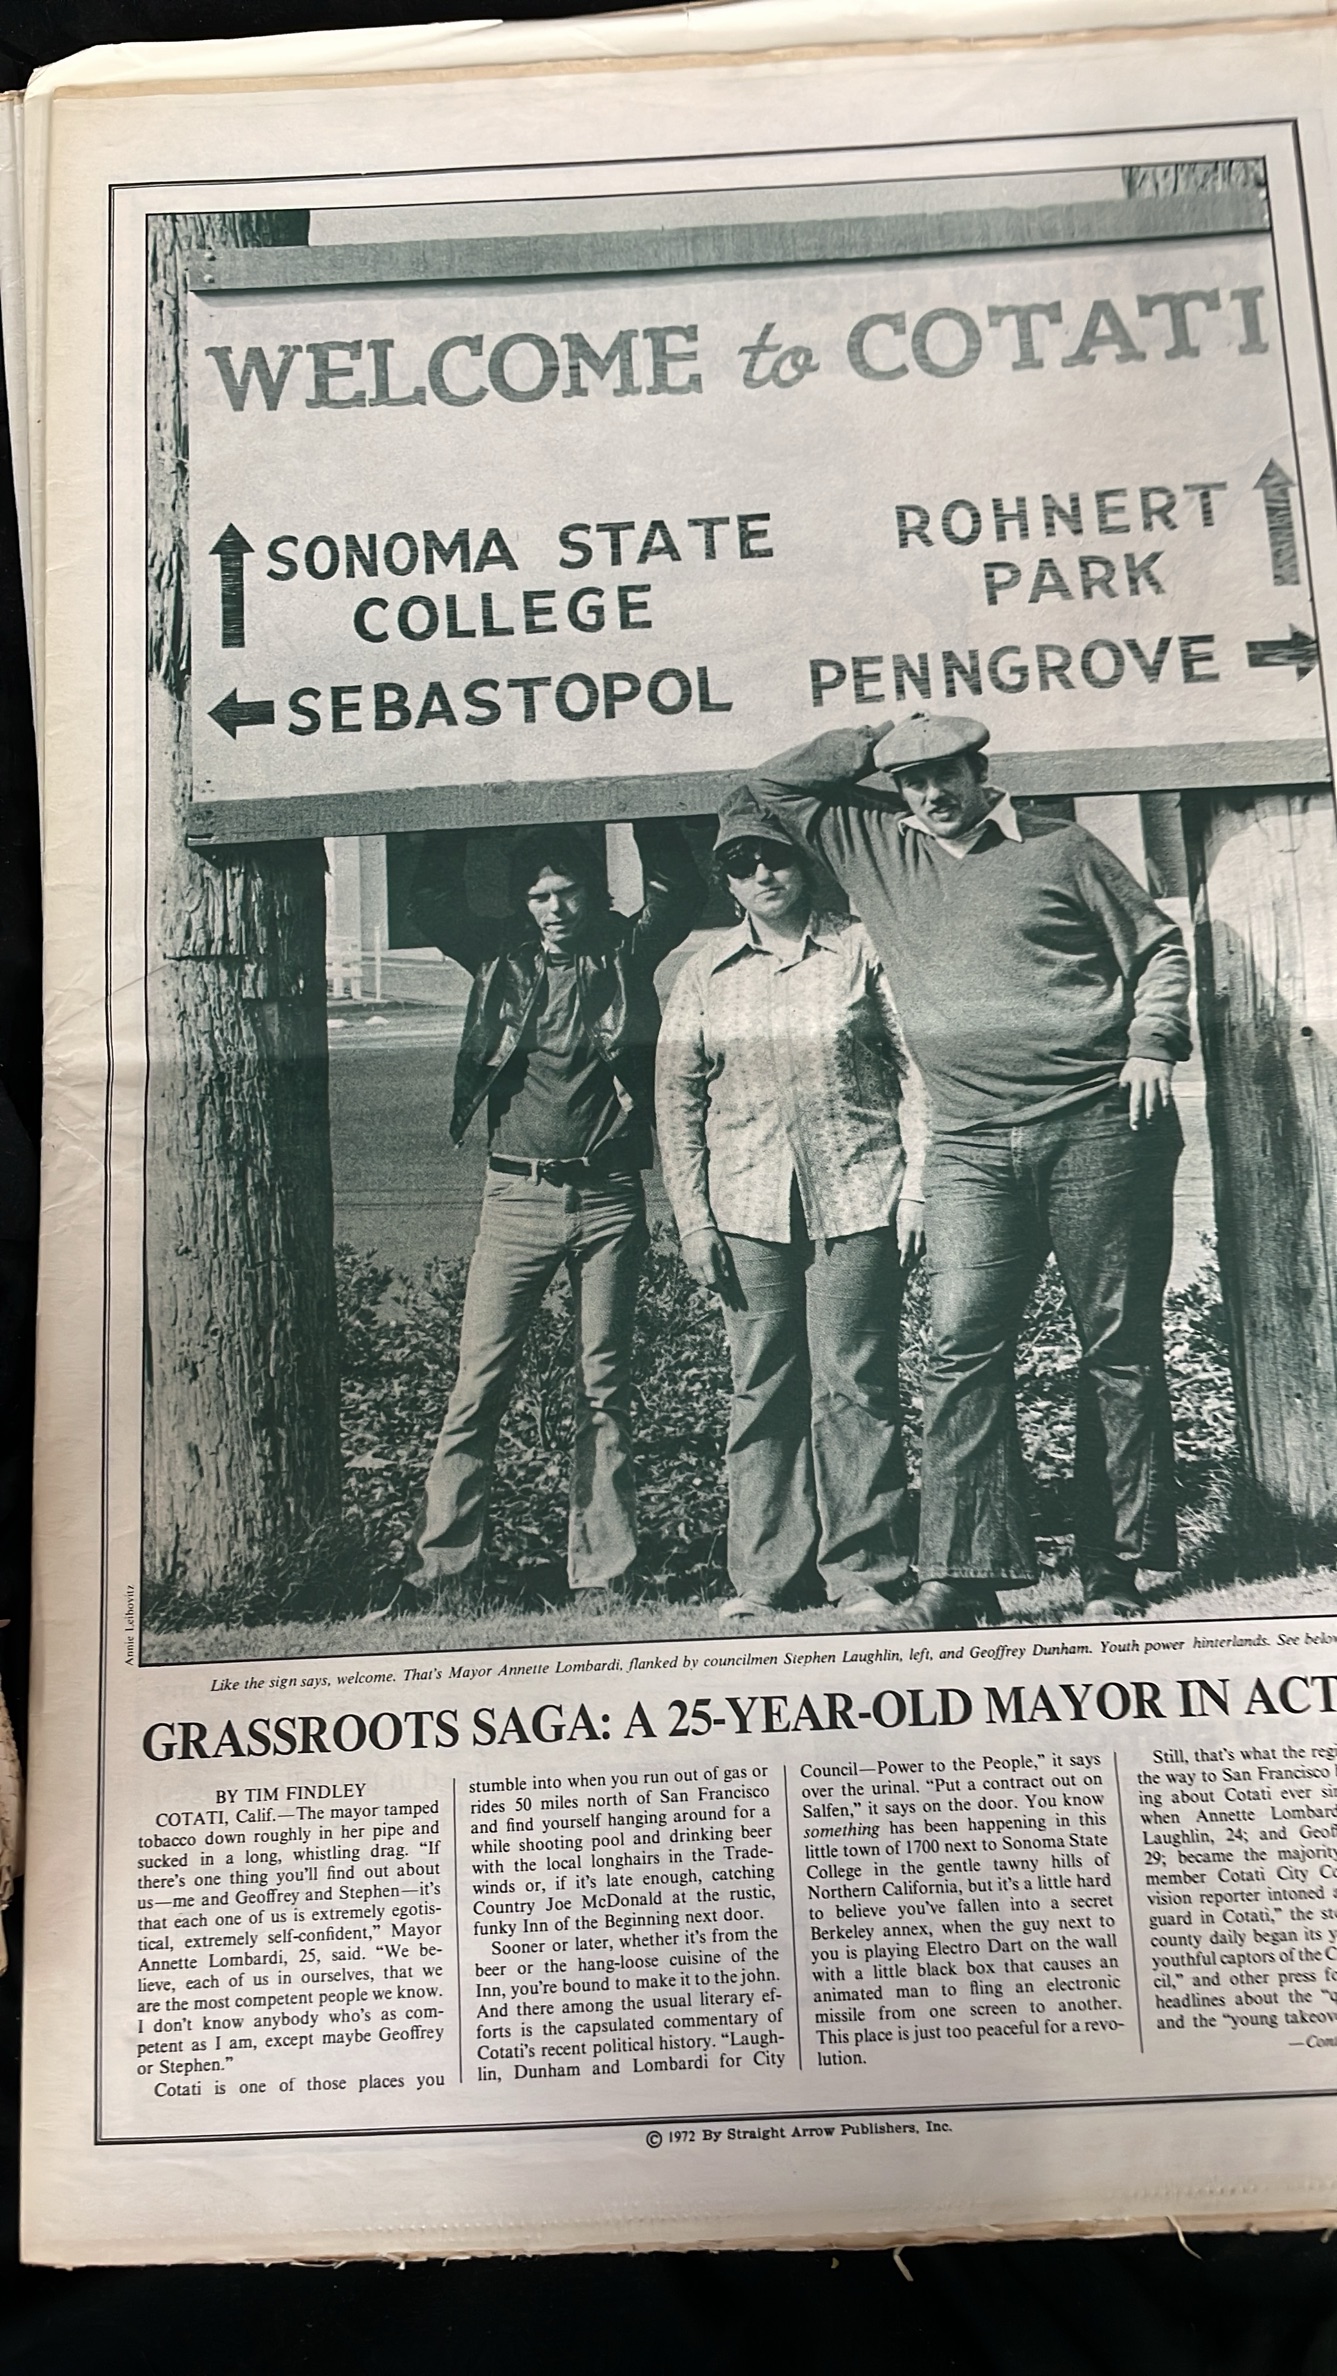 WELCOME to COTATI
SONOMA STATE
COLLEGE
SEBASTOPOL
ROHNERT
PARK
PENNGROVE
Annie Leibovitz
Like the sign says, welcome. That's Mayor Annette Lombardi, flanked by councilmen Stephen Laughlin, left, and Geoffrey Dunham. Youth power hinterlands. See below
GRASSROOTS SAGA: A 25-YEAR-OLD MAYOR IN ACT
BY TIM FINDLEY
COTATI, Calif.—The mayor tamped
tobacco down roughly in her pipe and
sucked in a long, whistling drag. “If
there's one thing you'll find out about
us—me and Geoffrey and Stephen—it's
that each one of us is extremely egotis-
tical, extremely self-confident,” Mayor
Annette Lombardi, 25, said. “We be-
lieve, each of us in ourselves, that we
are the most competent people we know.
I don't know anybody who's as com-
petent as I am, except maybe Geoffrey
or Stephen.”
Cotati is one of those places you
stumble into when you run out of gas or
rides 50 miles north of San Francisco
and find yourself hanging around for a
while shooting pool and drinking beer
with the local longhairs in the Trade-
winds or, if it's late enough, catching
Country Joe McDonald at the rustic,
funky Inn of the Beginning next door.
Sooner or later, whether it's from the
beer or the hang-loose cuisine of the
Inn, you're bound to make it to the john.
And there among the usual literary ef-
forts is the capsulated commentary of
Cotati's recent political history. “Laugh-
lin, Dunham and Lombardi for City
Council—Power to the People,” it says
over the urinal. “Put a contract out on
Salfen,” it says on the door. You know
something has been happening in this
little town of 1700 next to Sonoma State
College in the gentle tawny hills of
Northern California, but it's a little hard
to believe you've fallen into a secret
Berkeley annex, when the guy next to
you is playing Electro Dart on the wall
with a little black box that causes an
animated man to fling an electronic
missile from one screen to another.
This place is just too peaceful for a revo-
lution.
Still, that's what the regi
the way to San Francisco
ing about Cotati ever sin
when Annette Lombard
Laughlin, 24; and Geoff
29; became the majority
member Cotati City Co
vision reporter intoned
guard in Cotati,” the st
county daily began its y
youthful captors of the C
cil,” and other press fo
headlines about the “q
and the “young takeov
—Con
© 1972 By Straight Arrow Publishers, Inc.